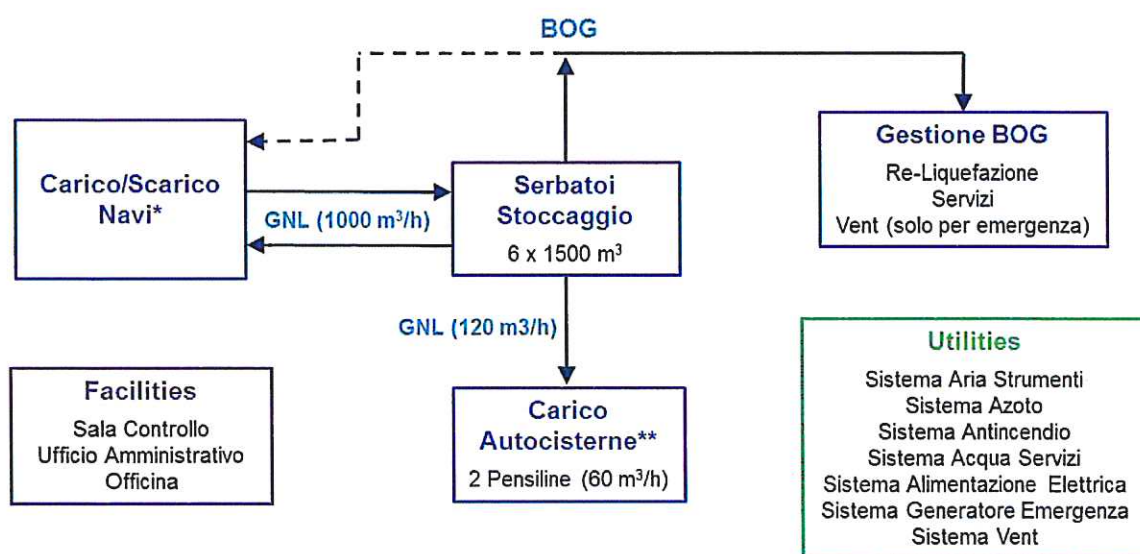 BOG
Carico/Scarico
Navi*
GNL (1000 m³/h)
Serbatoi
Stoccaggio
6 x 1500 m³
Gestione BOG
Re-Liquefazione
Servizi
Vent (solo per emergenza)
GNL (120 m3/h)
Facilities
Sala Controllo
Ufficio Amministrativo
Officina
Carico
Autocisterne**
2 Pensiline (60 m³/h)
Utilities
Sistema Aria Strumenti
Sistema Azoto
Sistema Antincendio
Sistema Acqua Servizi
Sistema Alimentazione Elettrica
Sistema Generatore Emergenza
Sistema Vent